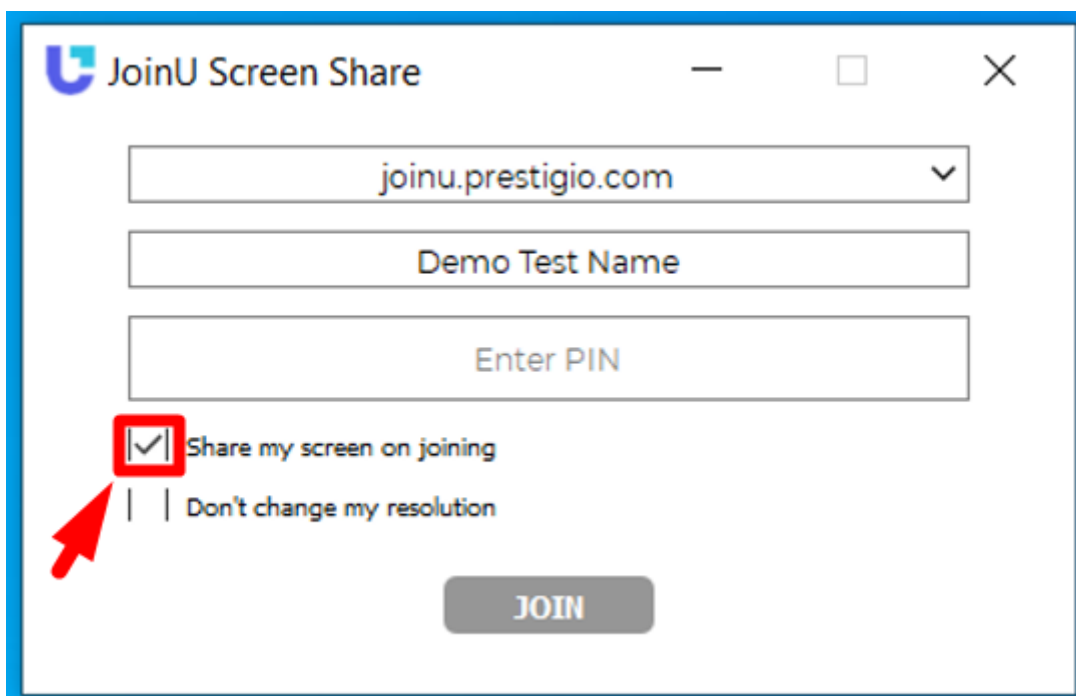 JoinU Screen Share
joinu.prestigio.com
Demo Test Name
Enter PIN
Share my screen on joining
Don't change my resolution
JOIN